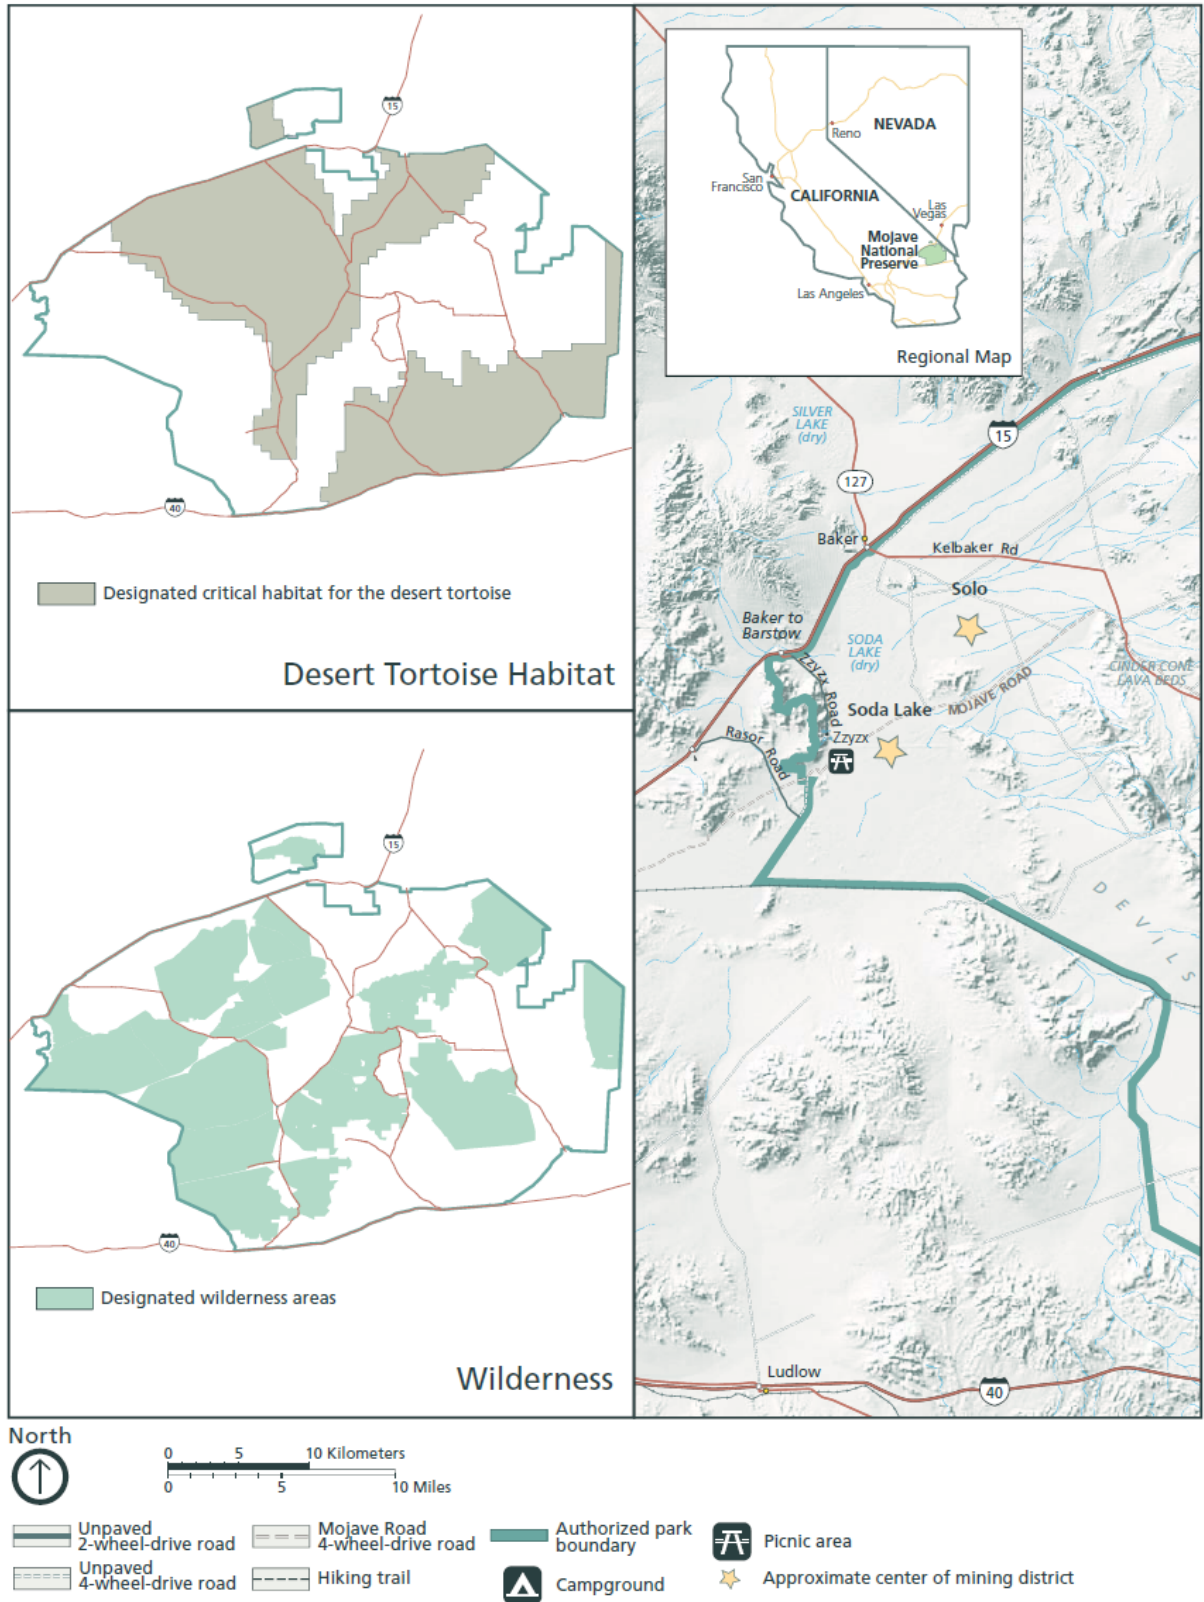 15
40
Designated critical habitat for the desert tortoise
Desert Tortoise Habitat
15
40
Designated wilderness areas
Wilderness
Reno
NEVADA
San
Francisco
CALIFORNIA
Las
Vegas
Mojave
National
Preserve
Los Angeles
Regional Map
SILVER
LAKE
(dry)
15
127
Baker
Kelbaker Rd
Solo
Baker to
Barstow
SODA
LAKE
(dry)
Zzyzx Road
CINDER CONE
LAVA BEDS
MOJAVE ROAD
Soda Lake
Rasor Road
Zzyzx
DEVILS
Ludlow
40
North
0 5 10 Kilometers
0 5 10 Miles
Unpaved
2-wheel-drive road
Mojave Road
4-wheel-drive road
Authorized park
boundary
Picnic area
Unpaved
4-wheel-drive road
Hiking trail
Campground
Approximate center of mining district